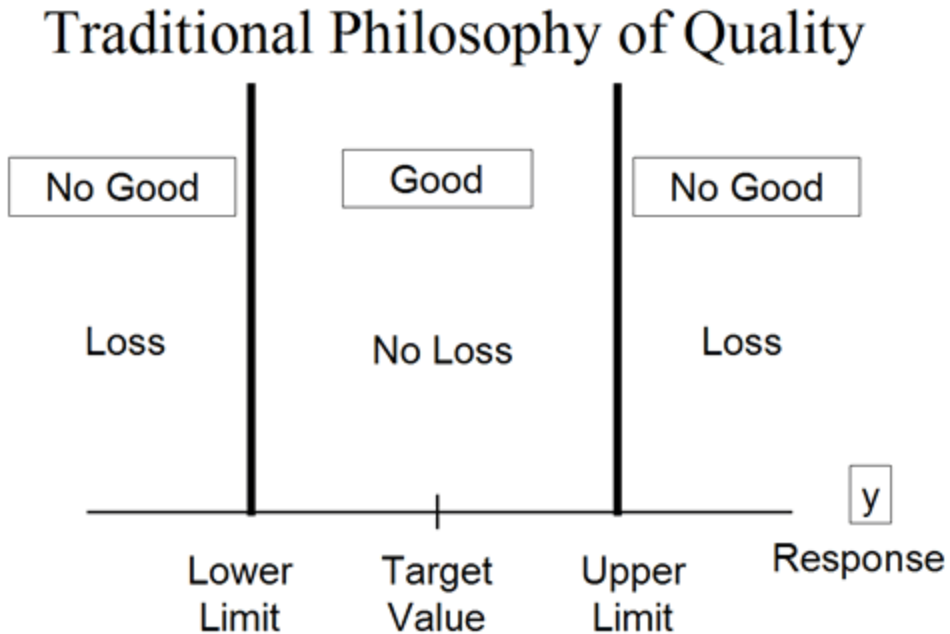 Traditional Philosophy of Quality
No Good
Good
No Good
Loss
No Loss
Loss
y
Response
Lower
Limit
Target
Value
Upper
Limit